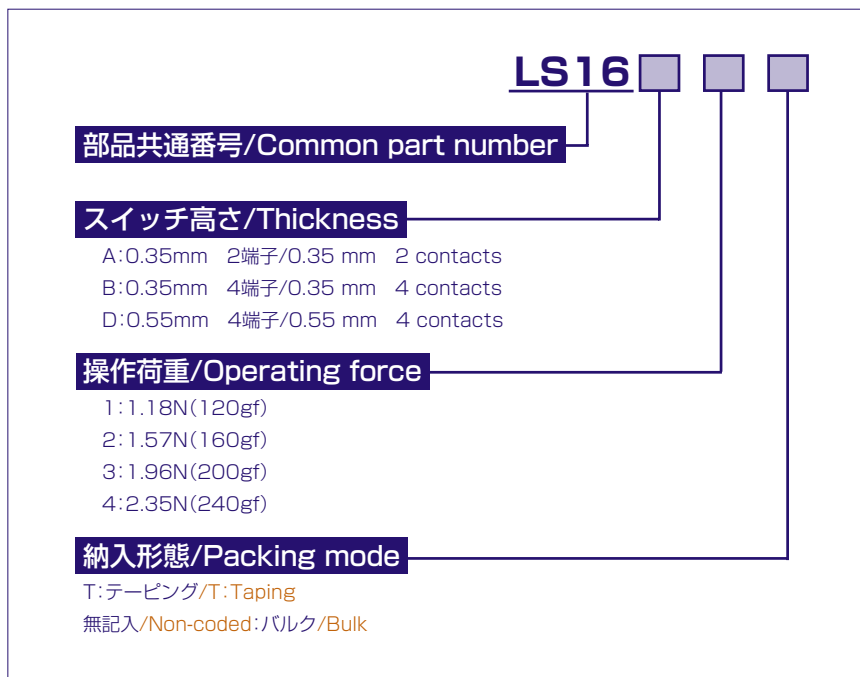 LS16
部品共通番号/Common part number
スイッチ高さ/Thickness
A:0.35mm 2端子/0.35 mm 2 contacts
B:0.35mm 4端子/0.35 mm 4 contacts
D:0.55mm 4端子/0.55 mm 4 contacts
操作荷重/Operating force
1:1.18N(120gf)
2:1.57N(160gf)
3:1.96N(200gf)
4:2.35N(240gf)
納入形態/Packing mode
T:テーピング/T:Taping
無記入/Non-coded:バルク/Bulk